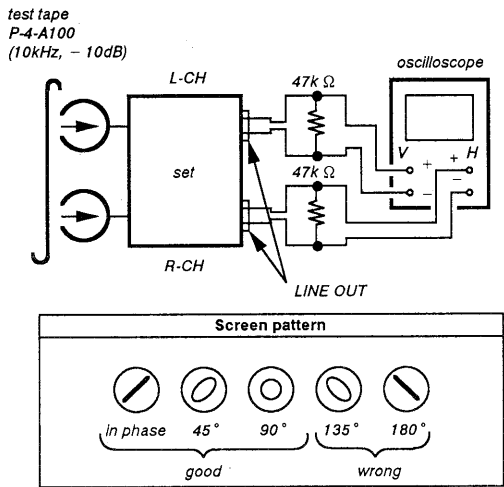 test tape
P-4-A100
(10kHz, – 10dB)
L-CH
47k Ω
oscilloscope
set
V + + H
– –
47k Ω
R-CH
LINE OUT
Screen pattern
in phase 45° 90° 135° 180°
good wrong